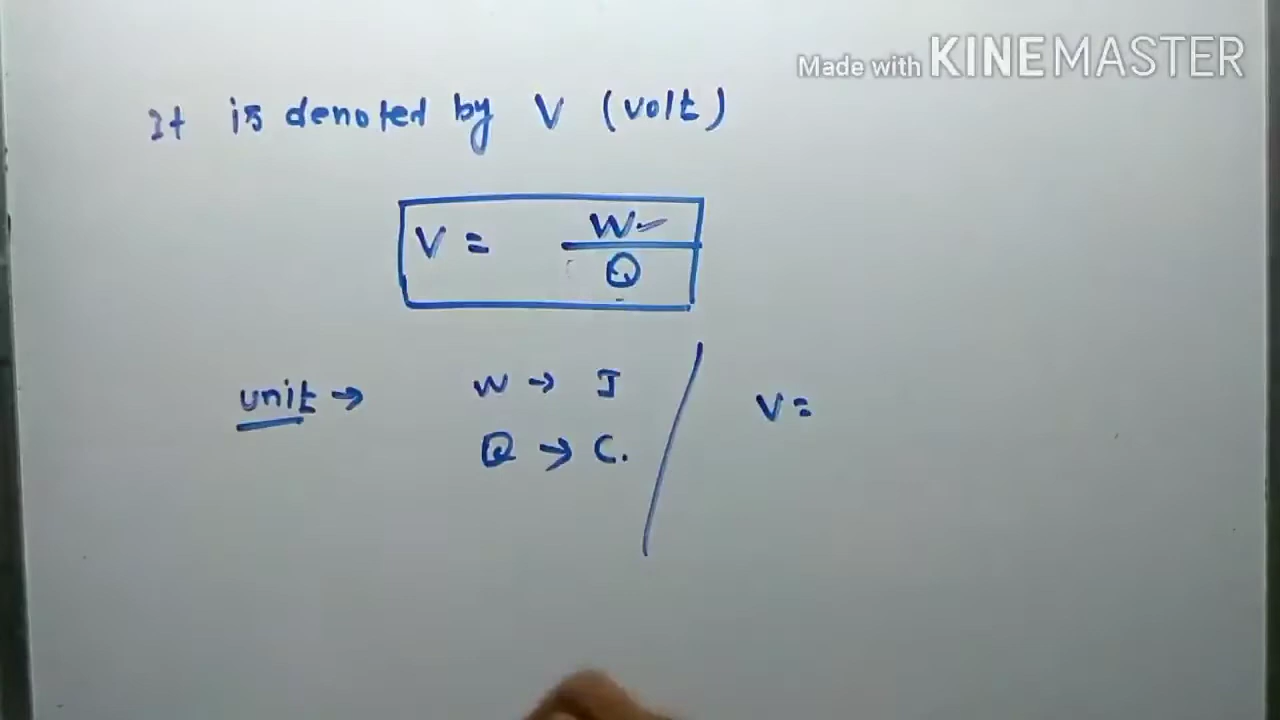 Made with KINEMASTER
It is denoted by V (volt)
V = W
Q
unit → W → J
V =
Q → C.